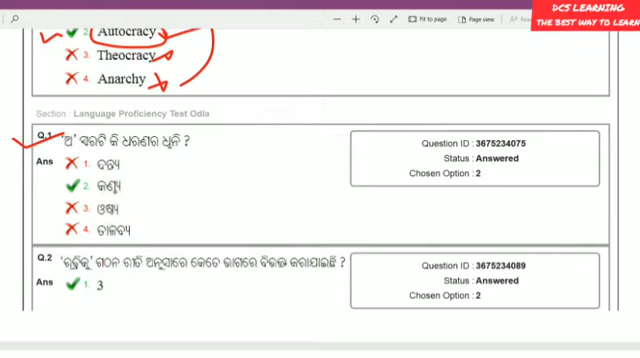 DCS LEARNING
THE BEST WAY TO LEARN
Fit to page
Page view
2. Autocracy
3. Theocracy
4. Anarchy
Section : Language Proficiency Test Odia
Q.1 'ଅ' ସ୍ୱରଟି କି ଧରଣର ଧ୍ୱନି ?
Ans
1. ଦନ୍ତ୍ୟ
2. କଣ୍ଠ୍ୟ
3. ଓଷ୍ଠ୍ୟ
4. ତାଳବ୍ୟ
Question ID : 3675234075
Status : Answered
Chosen Option : 2
Q.2 ଗଠନ ରୀତି ଅନୁସାରେ କେତେ ଭାଗରେ ବିଭକ୍ତ କରାଯାଇଛି ?
Ans
1. 3
Question ID : 3675234089
Status : Answered
Chosen Option : 2